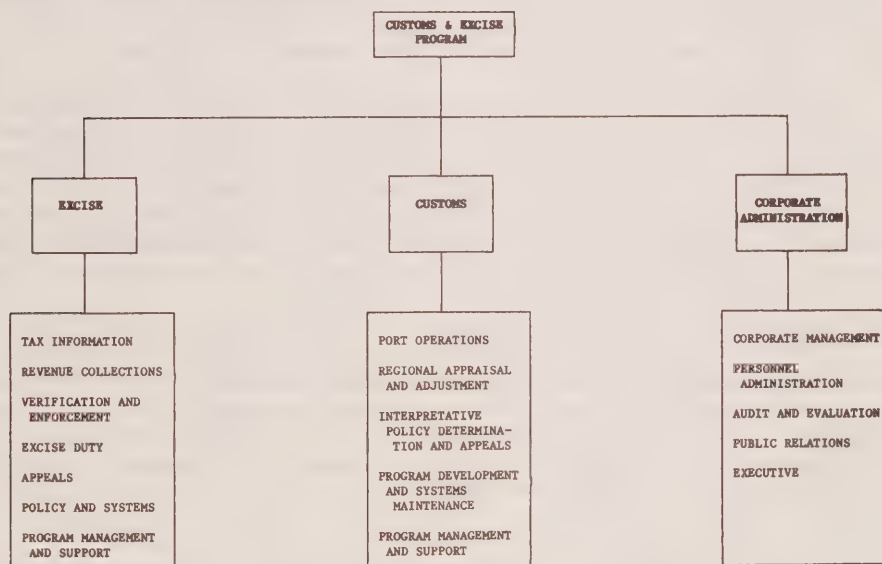 CUSTOMS & EXCISE
PROGRAM
EXCISE
CUSTOMS
CORPORATE
ADMINISTRATION
TAX INFORMATION
REVENUE COLLECTIONS
VERIFICATION AND
ENFORCEMENT
EXCISE DUTY
APPEALS
POLICY AND SYSTEMS
PROGRAM MANAGEMENT
AND SUPPORT
PORT OPERATIONS
REGIONAL APPRAISAL
AND ADJUSTMENT
INTERPRETATIVE
POLICY DETERMINA-
TION AND APPEALS
PROGRAM DEVELOPMENT
AND SYSTEMS
MAINTENANCE
PROGRAM MANAGEMENT
AND SUPPORT
CORPORATE MANAGEMENT
PERSONNEL
ADMINISTRATION
AUDIT AND EVALUATION
PUBLIC RELATIONS
EXECUTIVE